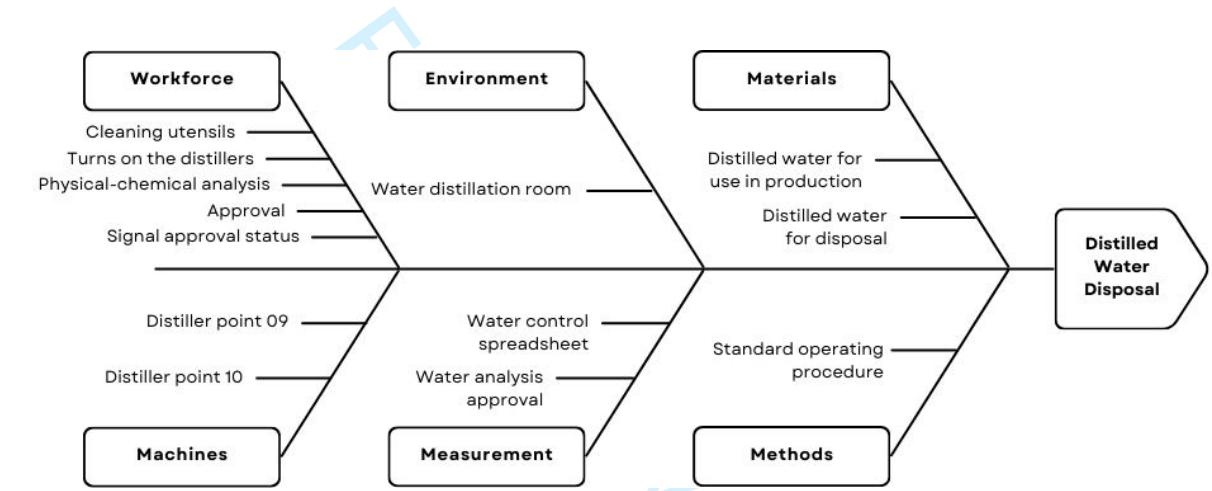 Workforce
Environment
Materials
Cleaning utensils
Turns on the distillers
Physical-chemical analysis
Approval
Signal approval status
Water distillation room
Distilled water for
use in production
Distilled water
for disposal
Distilled
Water
Disposal
Distiller point 09
Distiller point 10
Water control
spreadsheet
Water analysis
approval
Standard operating
procedure
Machines
Measurement
Methods